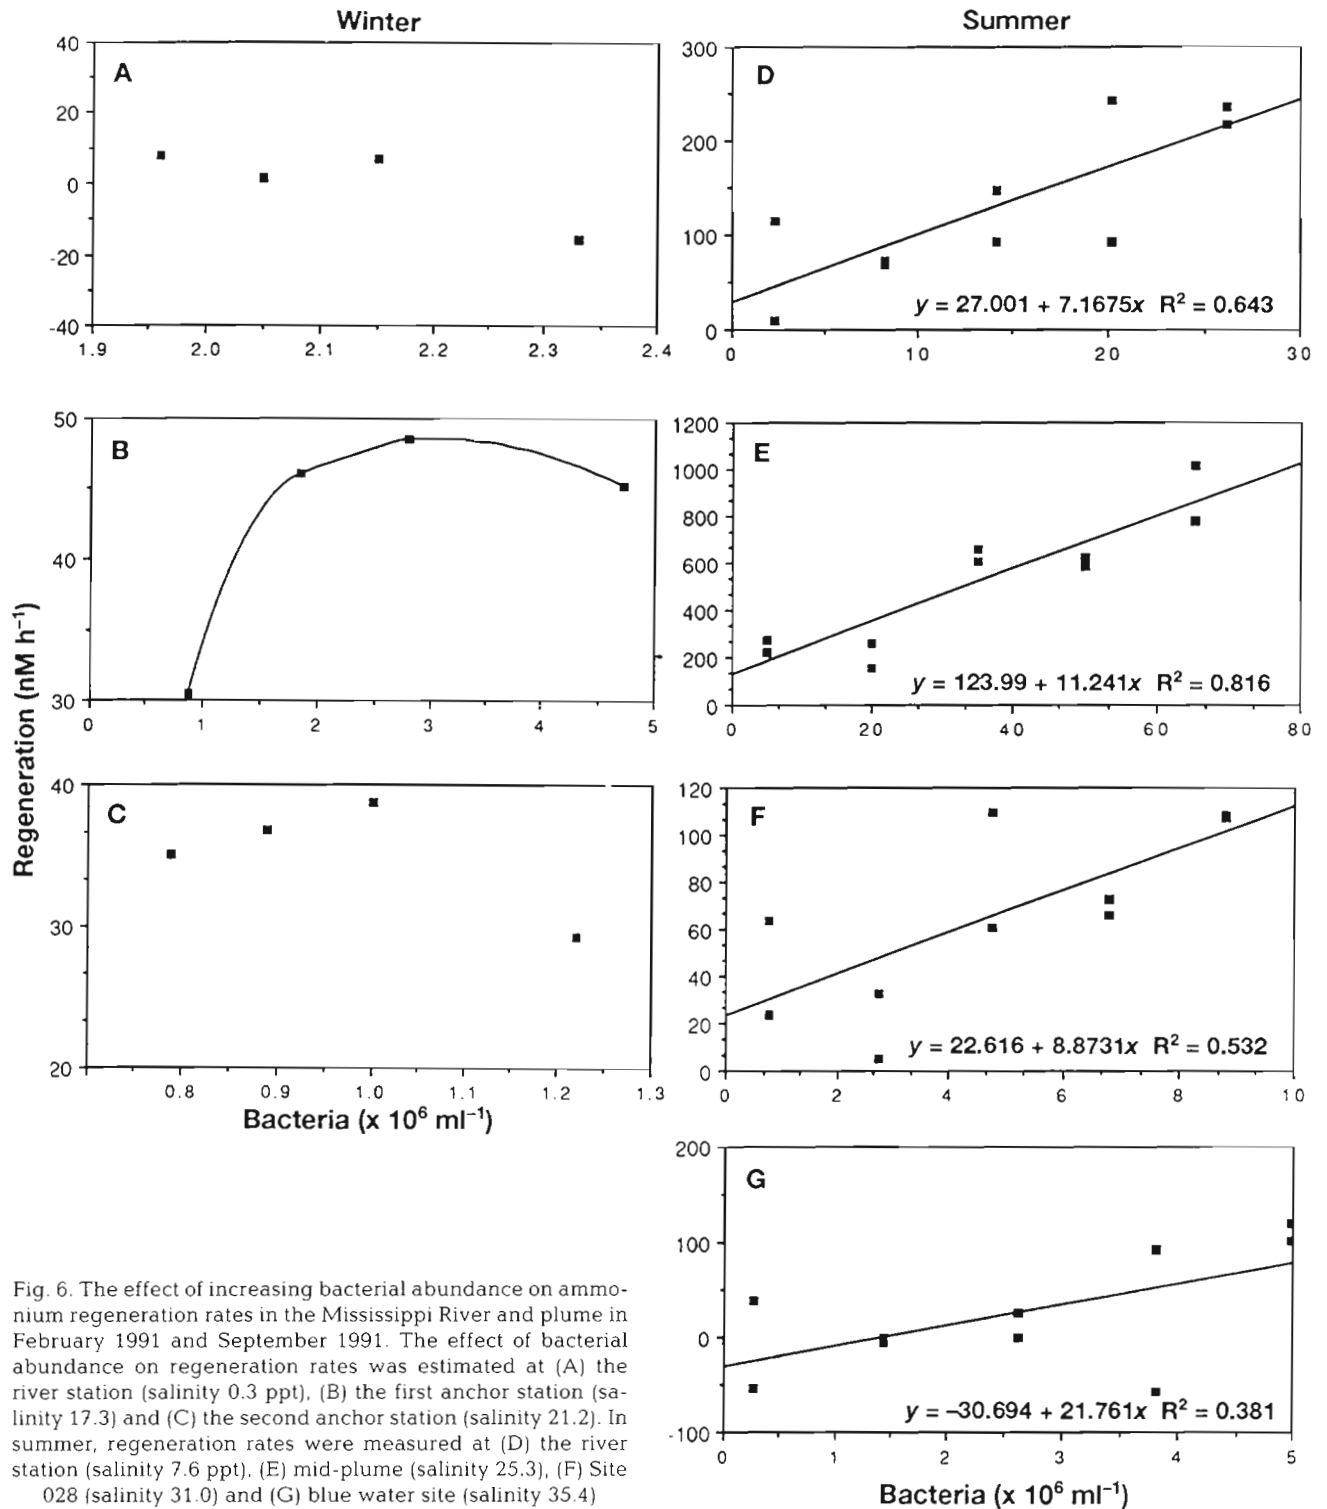 Winter
Summer
A
40
20
0
-20
-40
1.9
2.0
2.1
2.2
2.3
2.4
D
300
200
100
0
y = 27.001 + 7.1675x R² = 0.643
0
10
20
30
B
50
40
30
0
1
2
3
4
5
E
1200
1000
800
600
400
200
0
y = 123.99 + 11.241x R² = 0.816
0
20
40
60
80
Regeneration (nM h⁻¹)
C
40
30
20
0.8
0.9
1.0
1.1
1.2
1.3
Bacteria (x 10⁶ ml⁻¹)
F
120
100
80
60
40
20
0
y = 22.616 + 8.8731x R² = 0.532
0
2
4
6
8
10
G
200
100
0
-100
y = –30.694 + 21.761x R² = 0.381
0
1
2
3
4
5
Bacteria (x 10⁶ ml⁻¹)
Fig. 6. The effect of increasing bacterial abundance on ammo-
nium regeneration rates in the Mississippi River and plume in
February 1991 and September 1991. The effect of bacterial
abundance on regeneration rates was estimated at (A) the
river station (salinity 0.3 ppt), (B) the first anchor station (sa-
linity 17.3) and (C) the second anchor station (salinity 21.2). In
summer, regeneration rates were measured at (D) the river
station (salinity 7.6 ppt), (E) mid-plume (salinity 25.3), (F) Site
028 (salinity 31.0) and (G) blue water site (salinity 35.4)